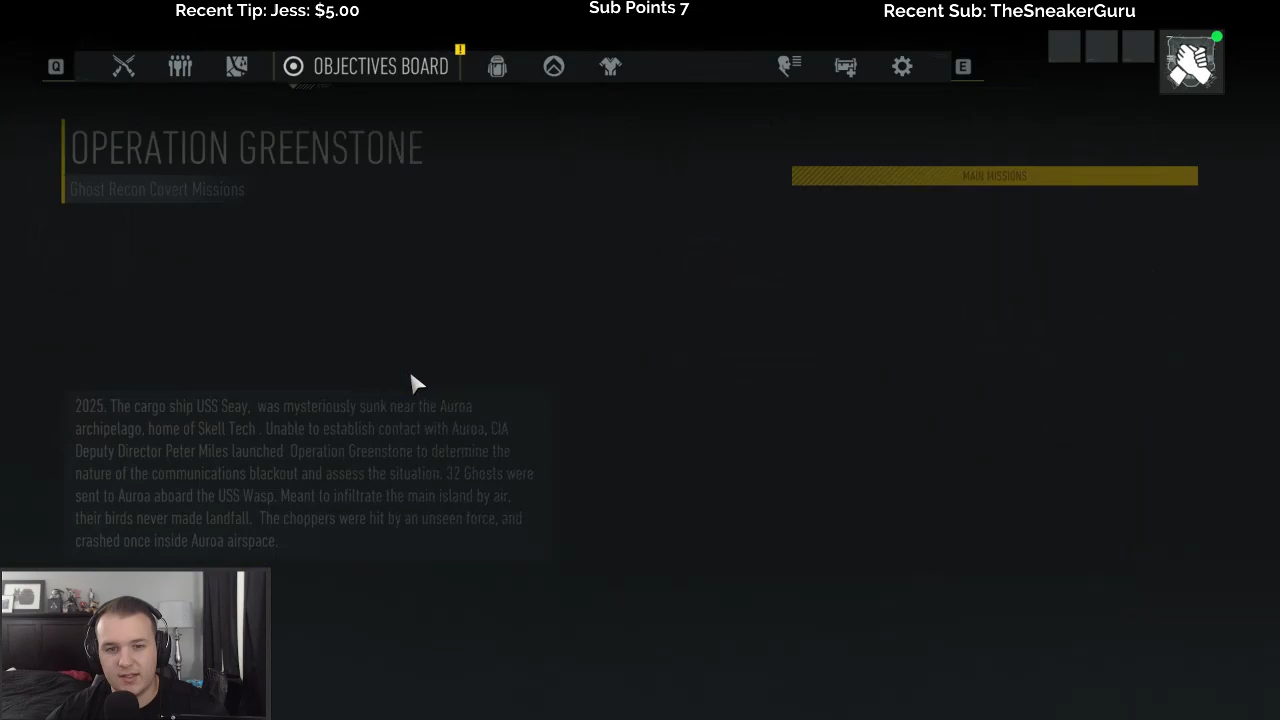 Recent Tip: Jess: $5.00
Sub Points 7
Recent Sub: TheSneakerGuru
Q
OBJECTIVES BOARD
!
E
OPERATION GREENSTONE
Ghost Recon Covert Missions
MAIN MISSIONS
2025. The cargo ship USS Seay, was mysteriously sunk near the Auroa
archipelago, home of Skell Tech . Unable to establish contact with Auroa, CIA
Deputy Director Peter Miles launched Operation Greenstone to determine the
nature of the communications blackout and assess the situation. 32 Ghosts were
sent to Auroa aboard the USS Wasp. Meant to infiltrate the main island by air,
their birds never made landfall. The choppers were hit by an unseen force, and
crashed once inside Auroa airspace.